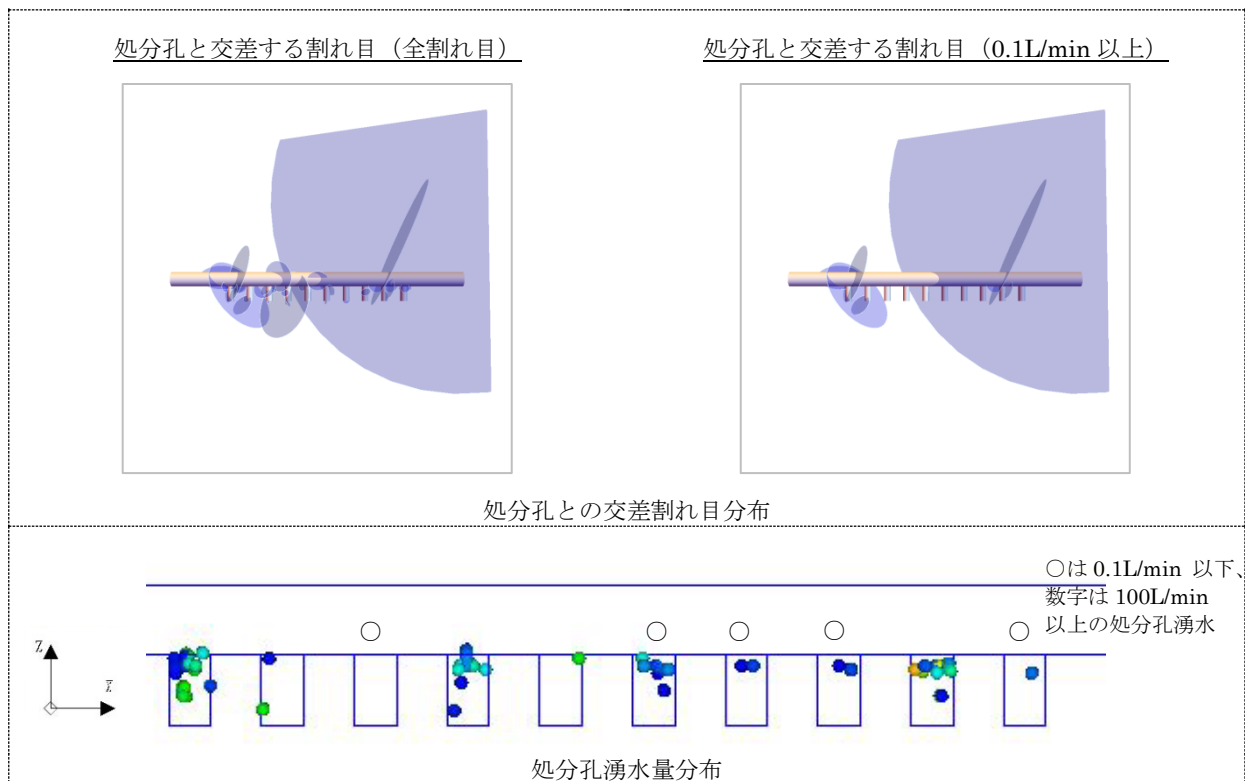 処分孔と交差する割れ目（全割れ目）
処分孔と交差する割れ目（0.1L/min 以上）
処分孔との交差割れ目分布
○は 0.1L/min 以下、
数字は 100L/min
以上の処分孔湧水
○ ○ ○ ○ ○
Z
処分孔湧水量分布